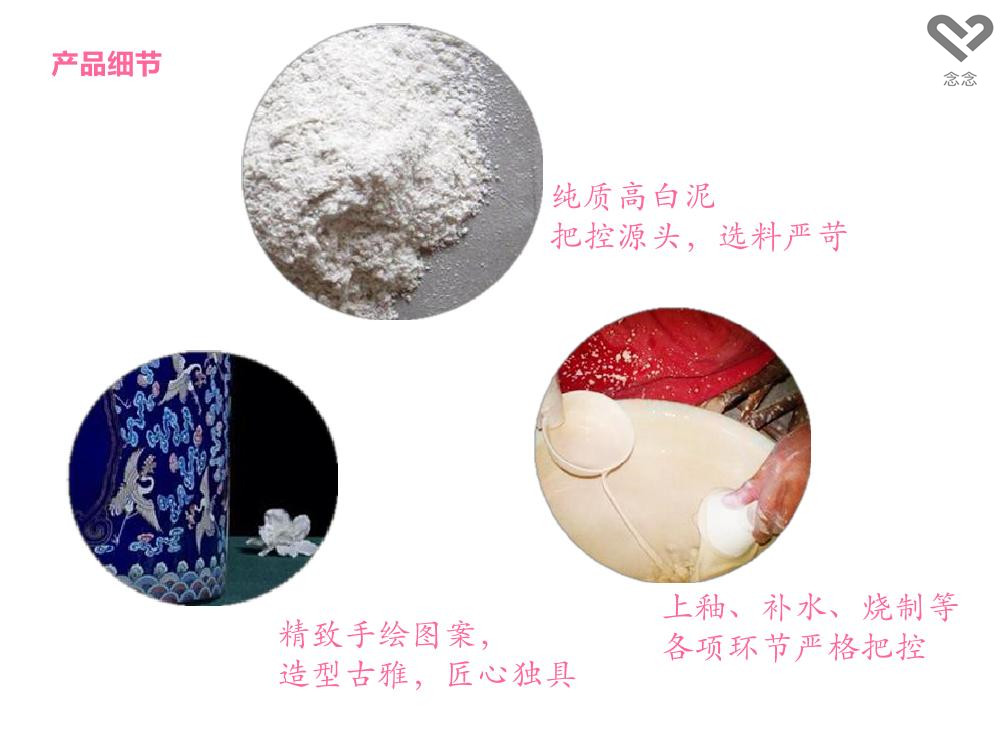 产品细节
念念
纯质高白泥
把控源头，选料严苛
精致手绘图案，
造型古雅，匠心独具
上釉、补水、烧制等
各项环节严格把控